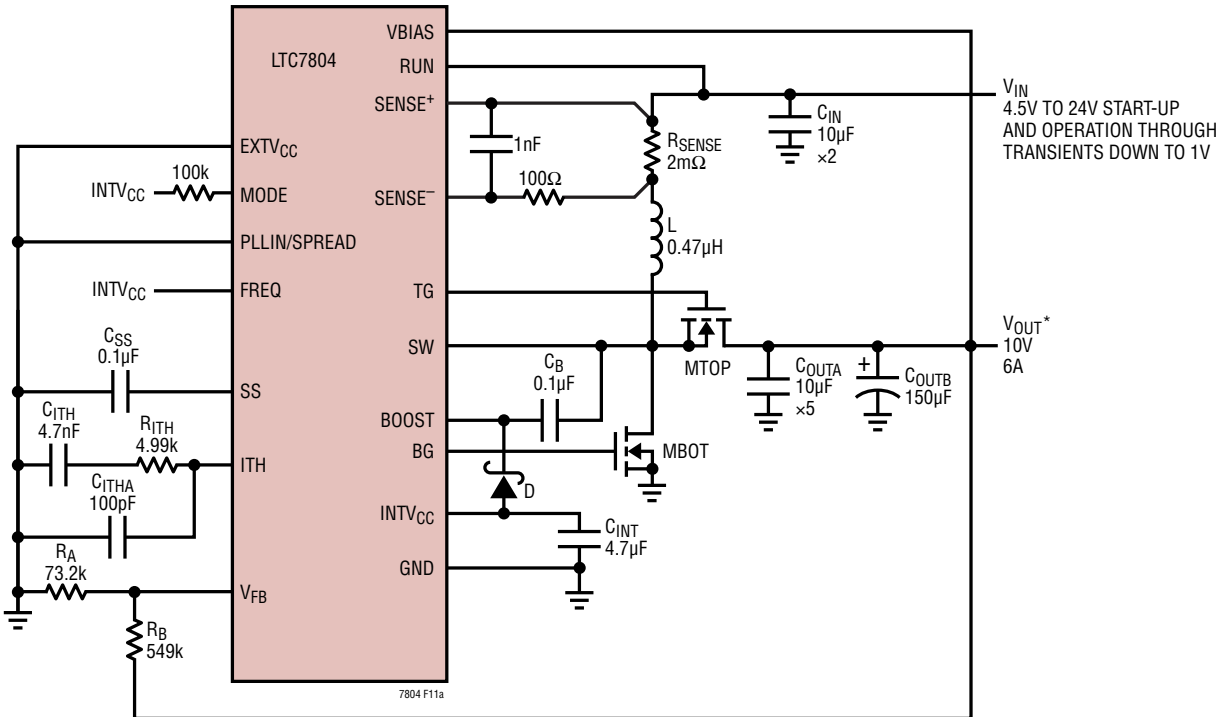 LTC7804
VBIAS
RUN
SENSE+
SENSE−
TG
SW
BOOST
BG
INTVCC
GND
EXTVCC
MODE
PLLIN/SPREAD
FREQ
SS
ITH
VFB
INTVCC
100k
INTVCC
CSS
0.1µF
CITH
4.7nF
RITH
4.99k
CITHA
100pF
RA
73.2k
RB
549k
1nF
100Ω
RSENSE
2mΩ
CIN
10µF
×2
VIN
4.5V TO 24V START-UP
AND OPERATION THROUGH
TRANSIENTS DOWN TO 1V
L
0.47µH
MTOP
CB
0.1µF
MBOT
D
CINT
4.7µF
COUTA
10µF
×5
+
COUTB
150µF
VOUT*
10V
6A
7804 F11a